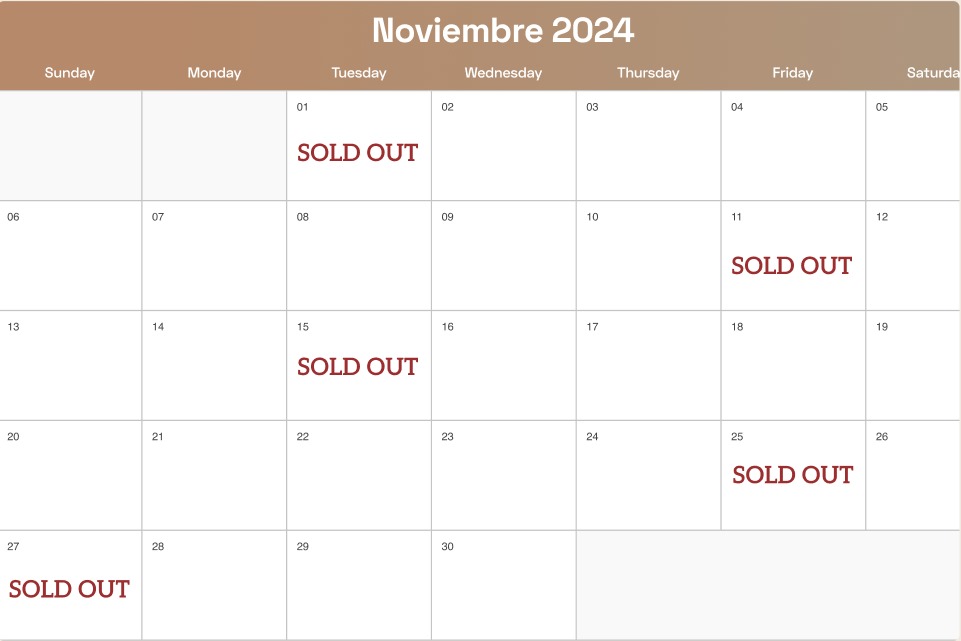 Noviembre 2024
Sunday Monday Tuesday Wednesday Thursday Friday Saturda
01 02 03 04 05
SOLD OUT
06 07 08 09 10 11 12
SOLD OUT
13 14 15 16 17 18 19
SOLD OUT
20 21 22 23 24 25 26
SOLD OUT
27 28 29 30
SOLD OUT